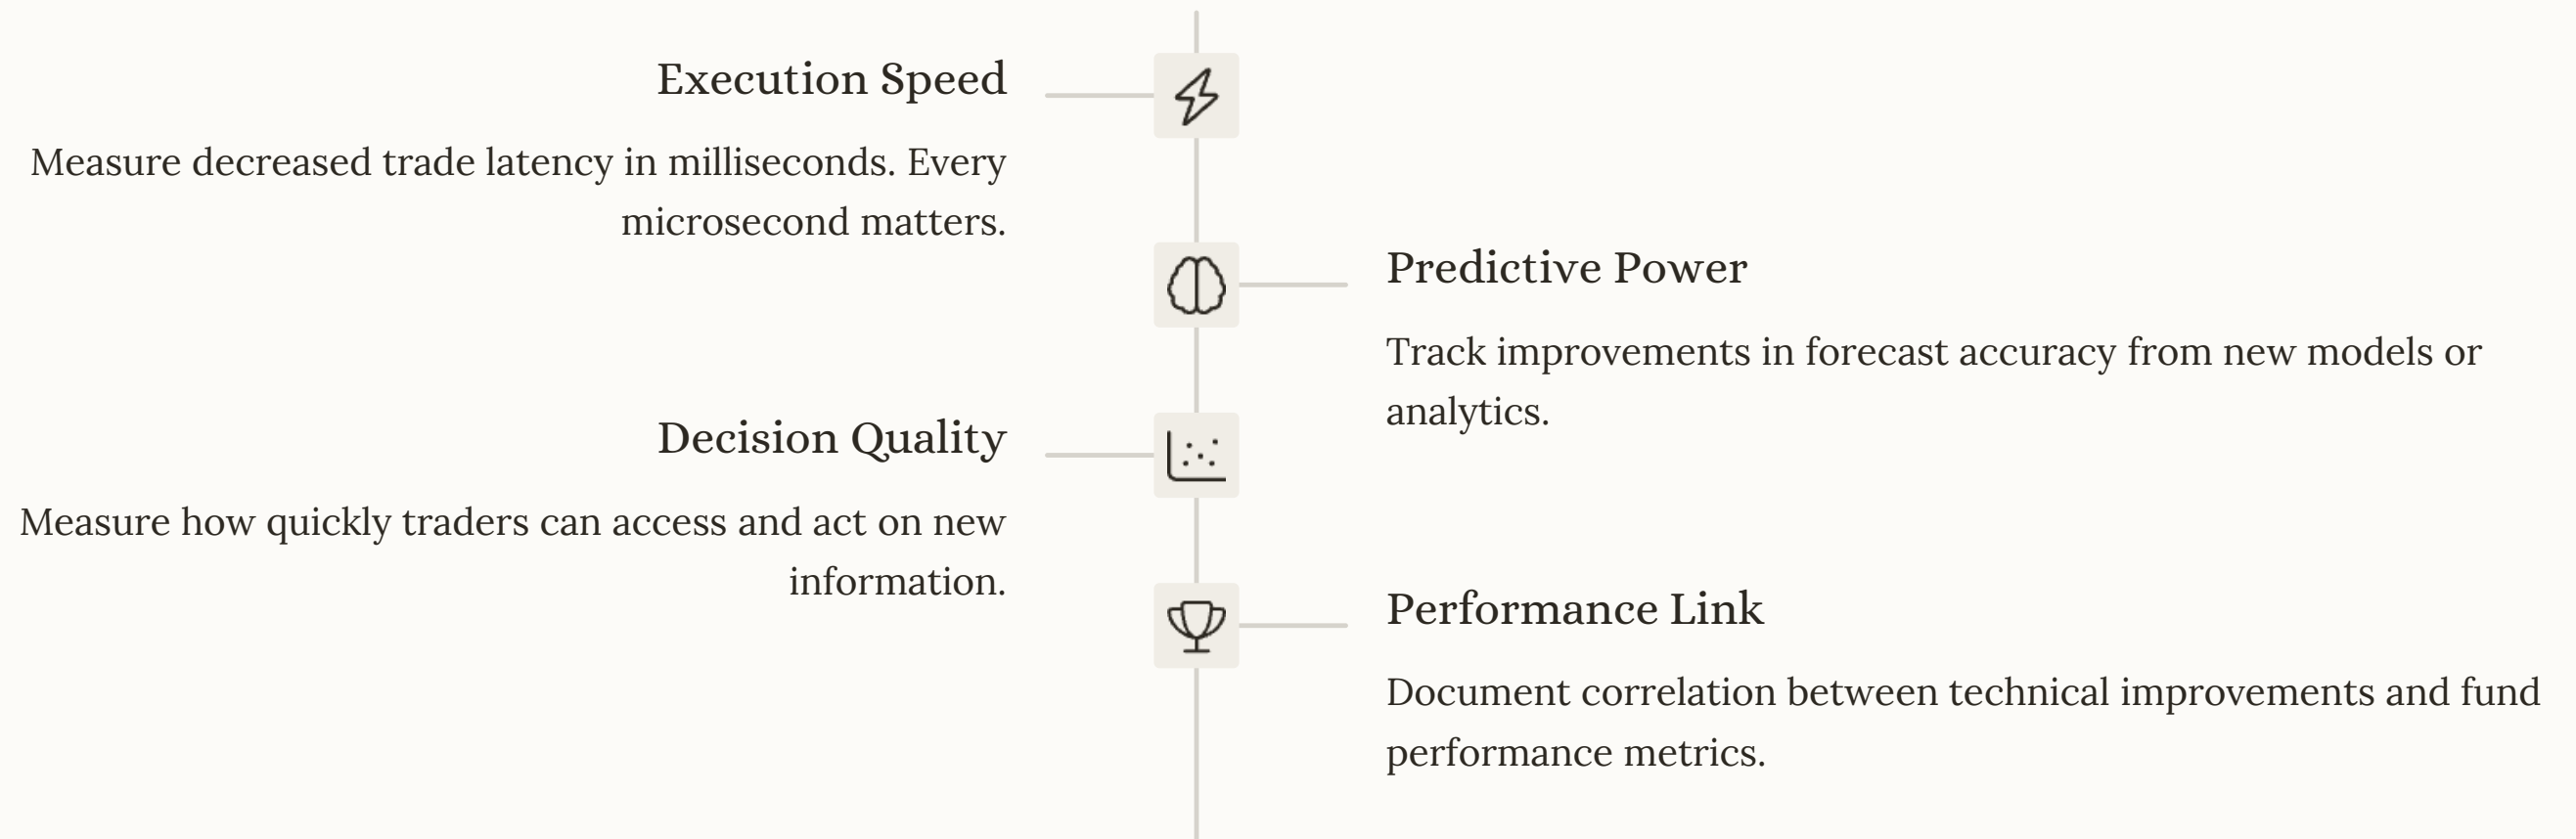 Execution Speed
Measure decreased trade latency in milliseconds. Every
microsecond matters.
Predictive Power
Track improvements in forecast accuracy from new models or
analytics.
Decision Quality
Measure how quickly traders can access and act on new
information.
Performance Link
Document correlation between technical improvements and fund
performance metrics.